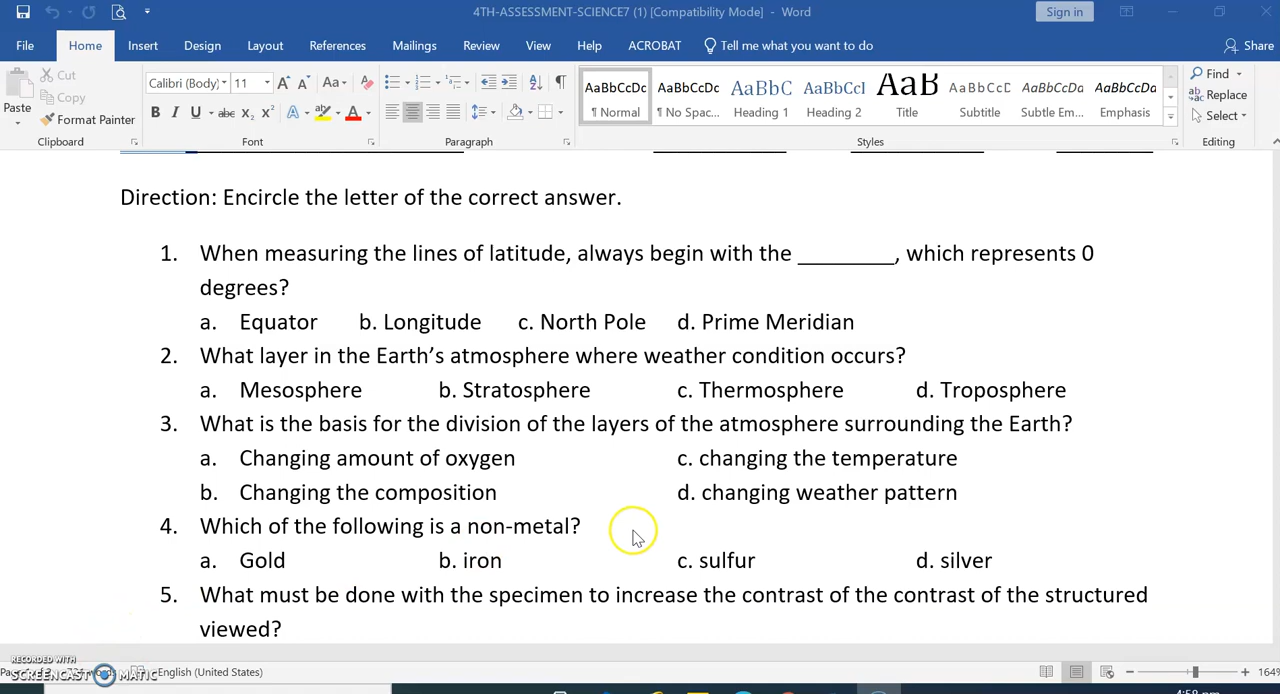 4TH-ASSESSMENT-SCIENCE7 (1) [Compatibility Mode] - Word
Sign in
File Home Insert Design Layout References Mailings Review View Help ACROBAT Tell me what you want to do Share
Cut
Copy
Paste
Format Painter
Calibri (Body) 11
AaBbCcDc AaBbCcDc AaBbC AaBbCcI AaB AaBbCcD AaBbCcDa AaBbCcDa
¶ Normal ¶ No Spac... Heading 1 Heading 2 Title Subtitle Subtle Em... Emphasis
Find
Replace
Select
Clipboard Font Paragraph Styles Editing
Direction: Encircle the letter of the correct answer.
1. When measuring the lines of latitude, always begin with the ________, which represents 0
degrees?
a. Equator b. Longitude c. North Pole d. Prime Meridian
2. What layer in the Earth’s atmosphere where weather condition occurs?
a. Mesosphere b. Stratosphere c. Thermosphere d. Troposphere
3. What is the basis for the division of the layers of the atmosphere surrounding the Earth?
a. Changing amount of oxygen c. changing the temperature
b. Changing the composition d. changing weather pattern
4. Which of the following is a non-metal?
a. Gold b. iron c. sulfur d. silver
5. What must be done with the specimen to increase the contrast of the contrast of the structured
viewed?
RECORDED WITH
SCREENCAST MATIC
English (United States)
164%